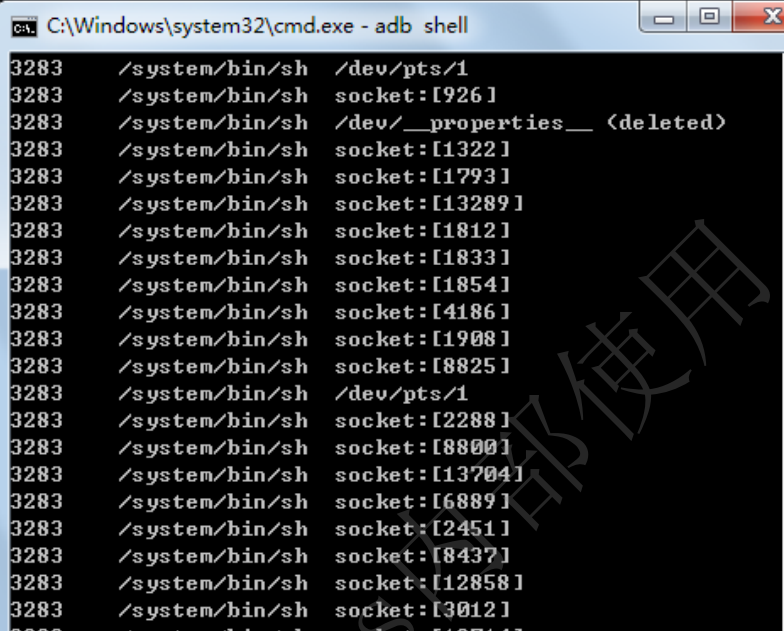 C:\Windows\system32\cmd.exe - adb shell
3283 /system/bin/sh /dev/pts/1
3283 /system/bin/sh socket:[926]
3283 /system/bin/sh /dev/__properties__ (deleted)
3283 /system/bin/sh socket:[1322]
3283 /system/bin/sh socket:[1793]
3283 /system/bin/sh socket:[13289]
3283 /system/bin/sh socket:[1812]
3283 /system/bin/sh socket:[1833]
3283 /system/bin/sh socket:[1854]
3283 /system/bin/sh socket:[4186]
3283 /system/bin/sh socket:[1908]
3283 /system/bin/sh socket:[8825]
3283 /system/bin/sh /dev/pts/1
3283 /system/bin/sh socket:[2288]
3283 /system/bin/sh socket:[8800]
3283 /system/bin/sh socket:[13704]
3283 /system/bin/sh socket:[6889]
3283 /system/bin/sh socket:[2451]
3283 /system/bin/sh socket:[8437]
3283 /system/bin/sh socket:[12858]
3283 /system/bin/sh socket:[3012]
s内部使用